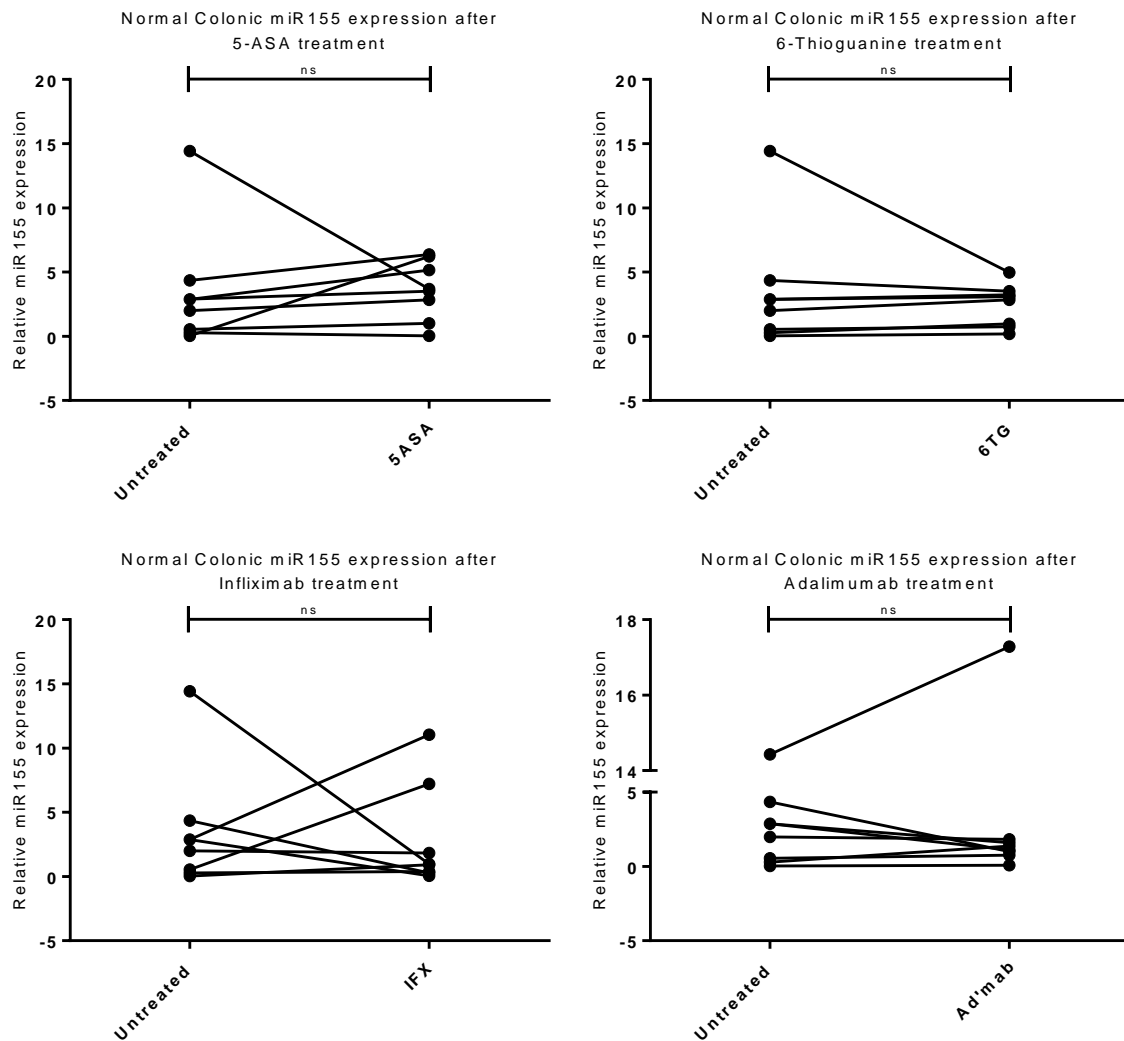 Normal Colonic miR155 expression after
5-ASA treatment
ns
20
15
10
5
0
-5
Relative miR155 expression
Untreated
5ASA
Normal Colonic miR155 expression after
6-Thioguanine treatment
ns
20
15
10
5
0
-5
Relative miR155 expression
Untreated
6TG
Normal Colonic miR155 expression after
Infliximab treatment
ns
20
15
10
5
0
-5
Relative miR155 expression
Untreated
IFX
Normal Colonic miR155 expression after
Adalimumab treatment
ns
18
16
14
5
0
-5
Relative miR155 expression
Untreated
Ad'mab